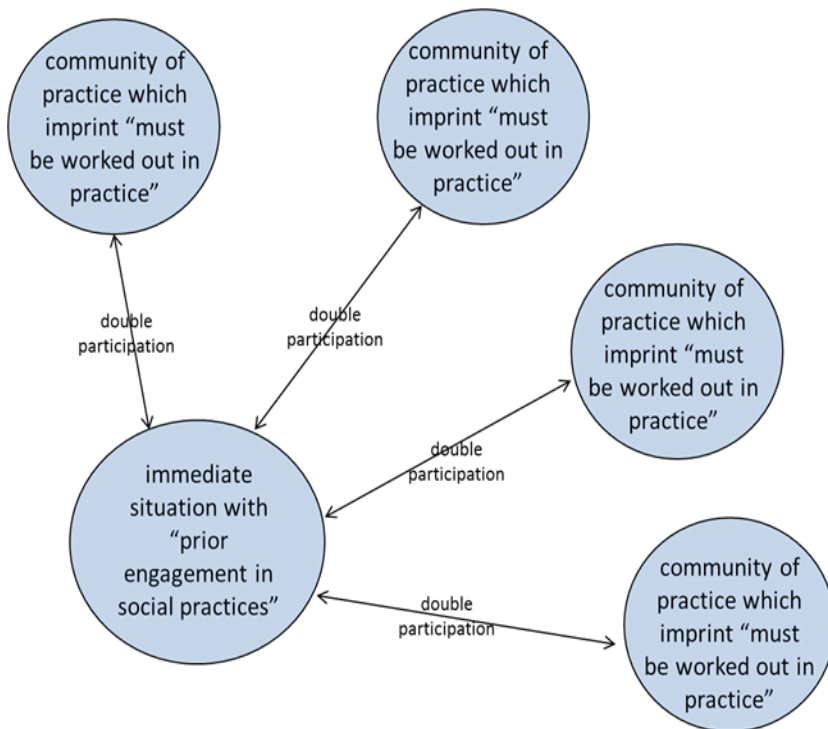 community of
practice which
imprint “must
be worked out in
practice”
community of
practice which
imprint “must
be worked out in
practice”
community of
practice which
imprint “must
be worked out in
practice”
double
participation
double
participation
double
participation
immediate
situation with
“prior
engagement in
social practices”
community of
practice which
imprint “must
be worked out in
practice”
double
participation